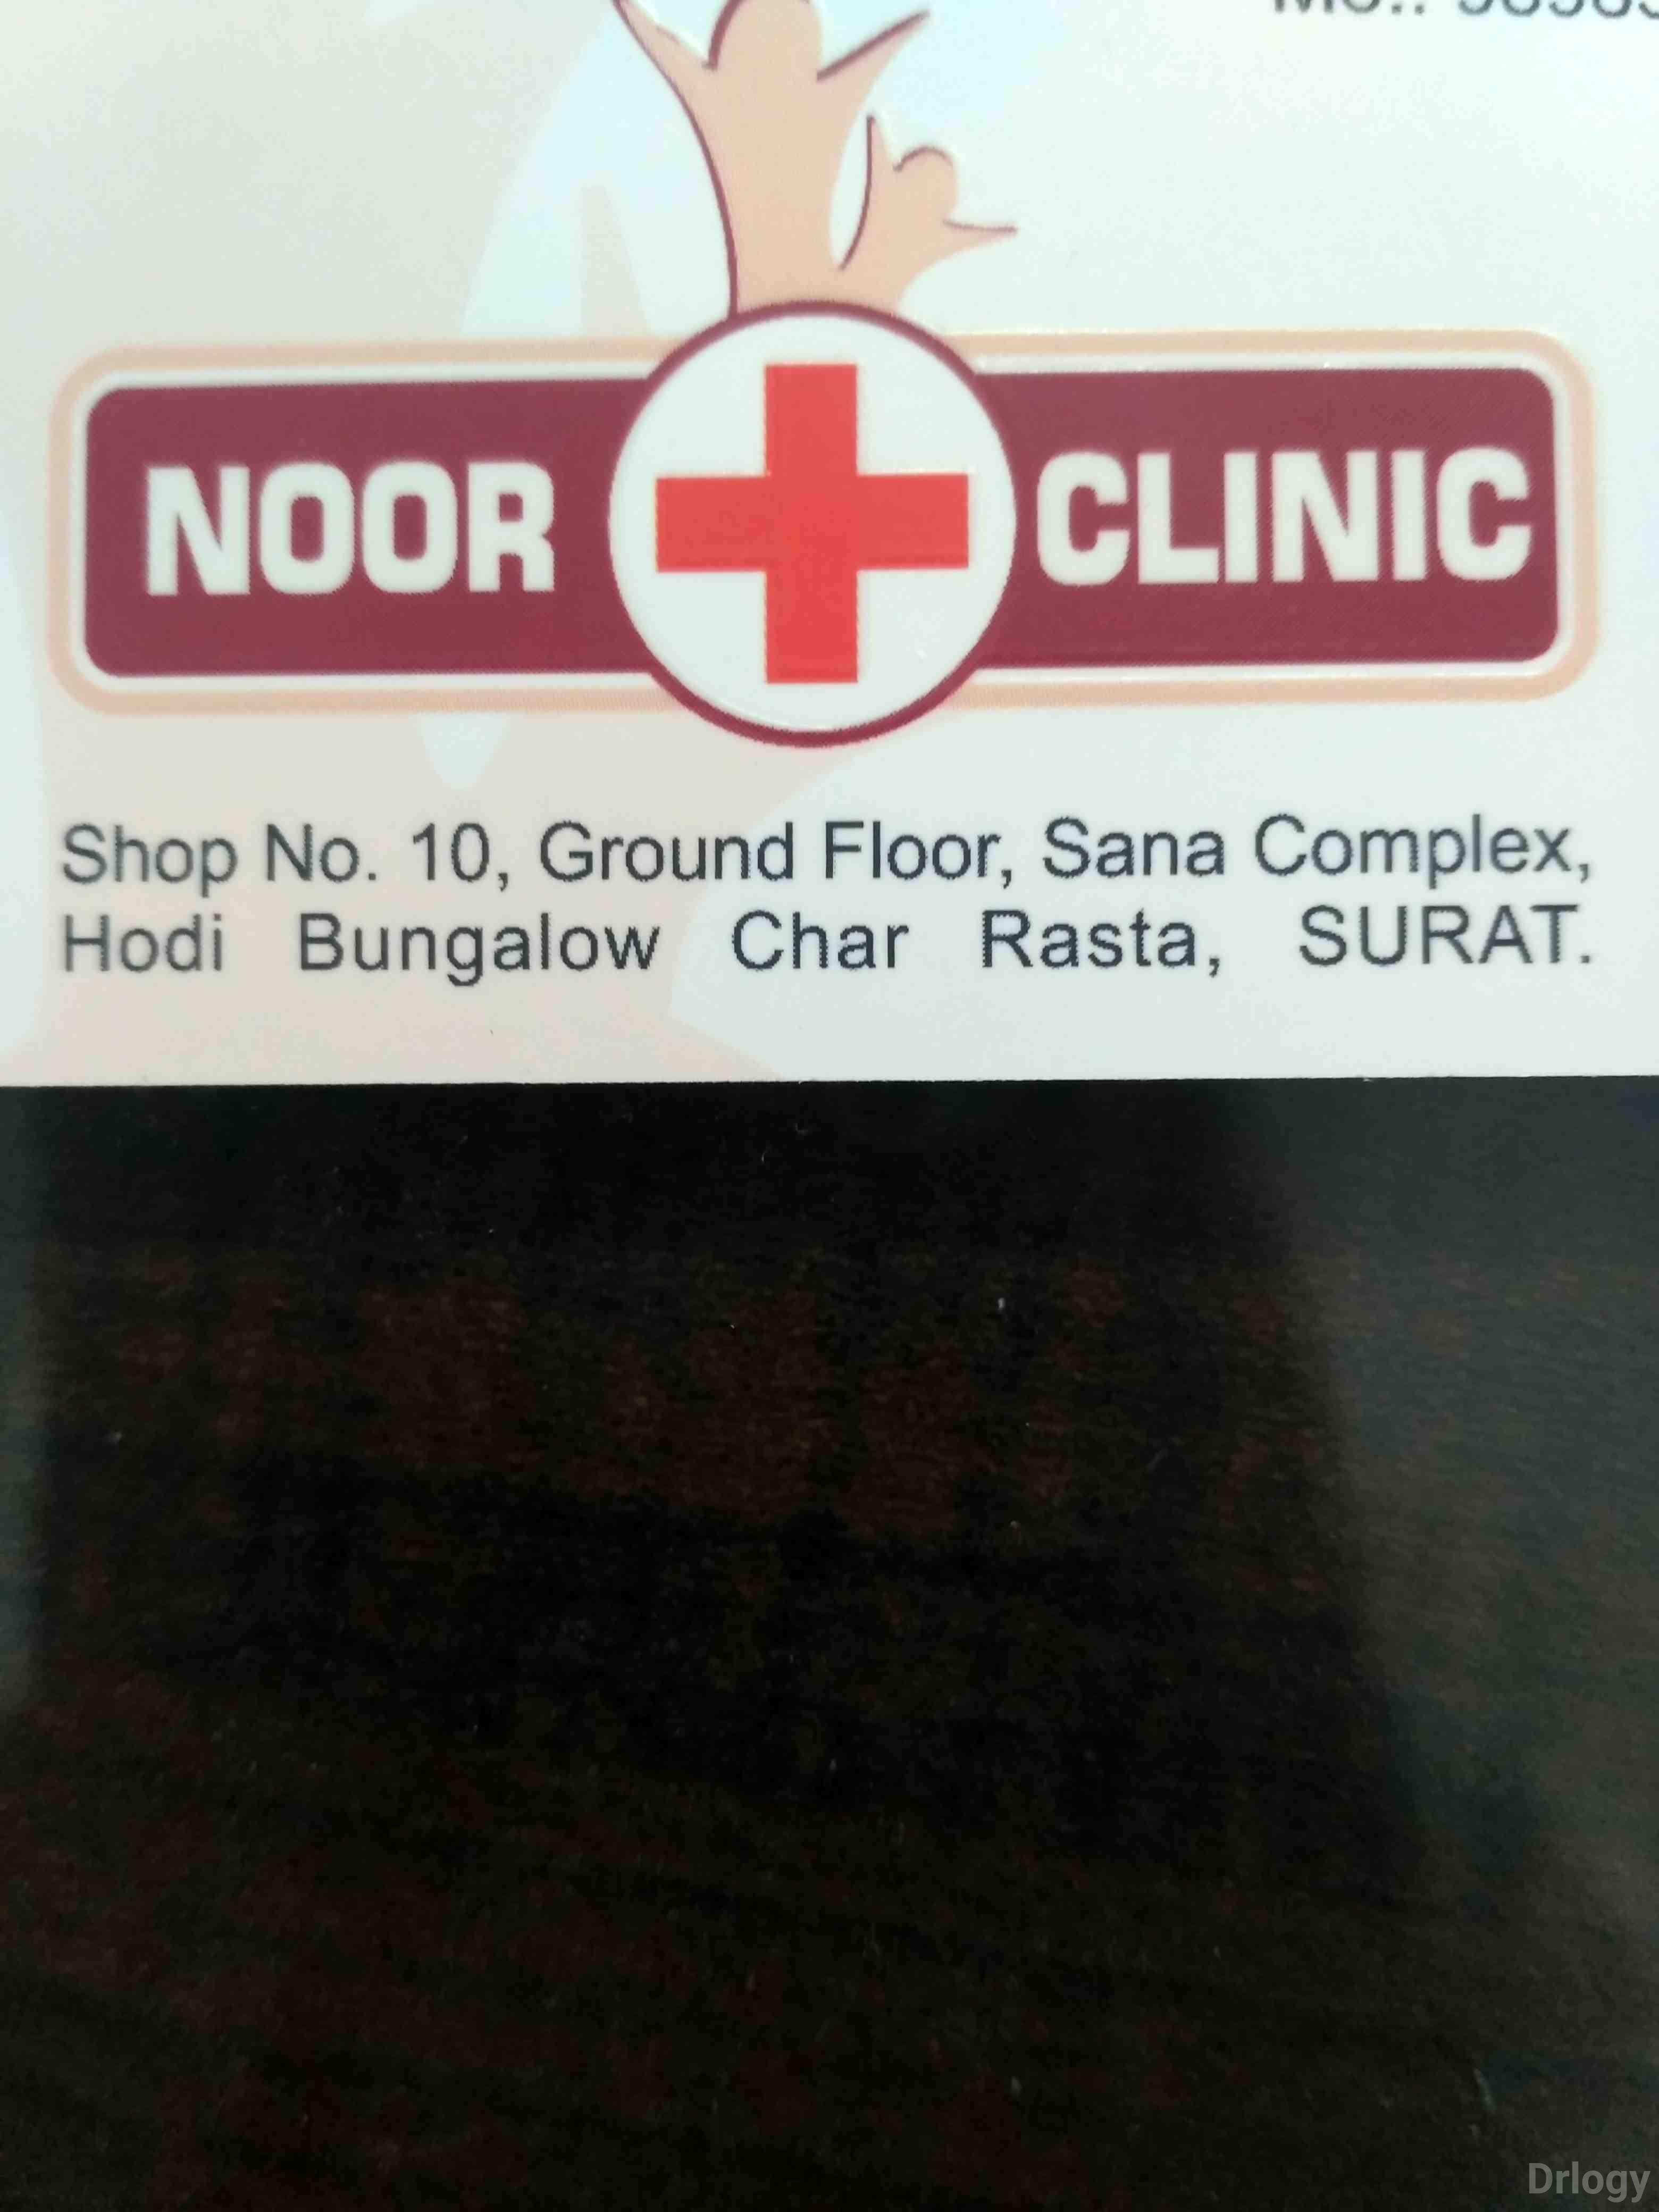 NOOR CLINIC
Shop No. 10, Ground Floor, Sana Complex,
Hodi Bungalow Char Rasta, SURAT.
Drlogy